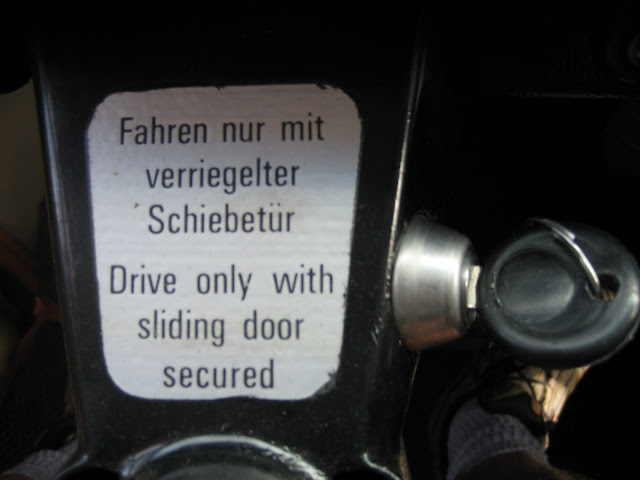 Fahren nur mit
verriegelter
Schiebetür
Drive only with
sliding door
secured